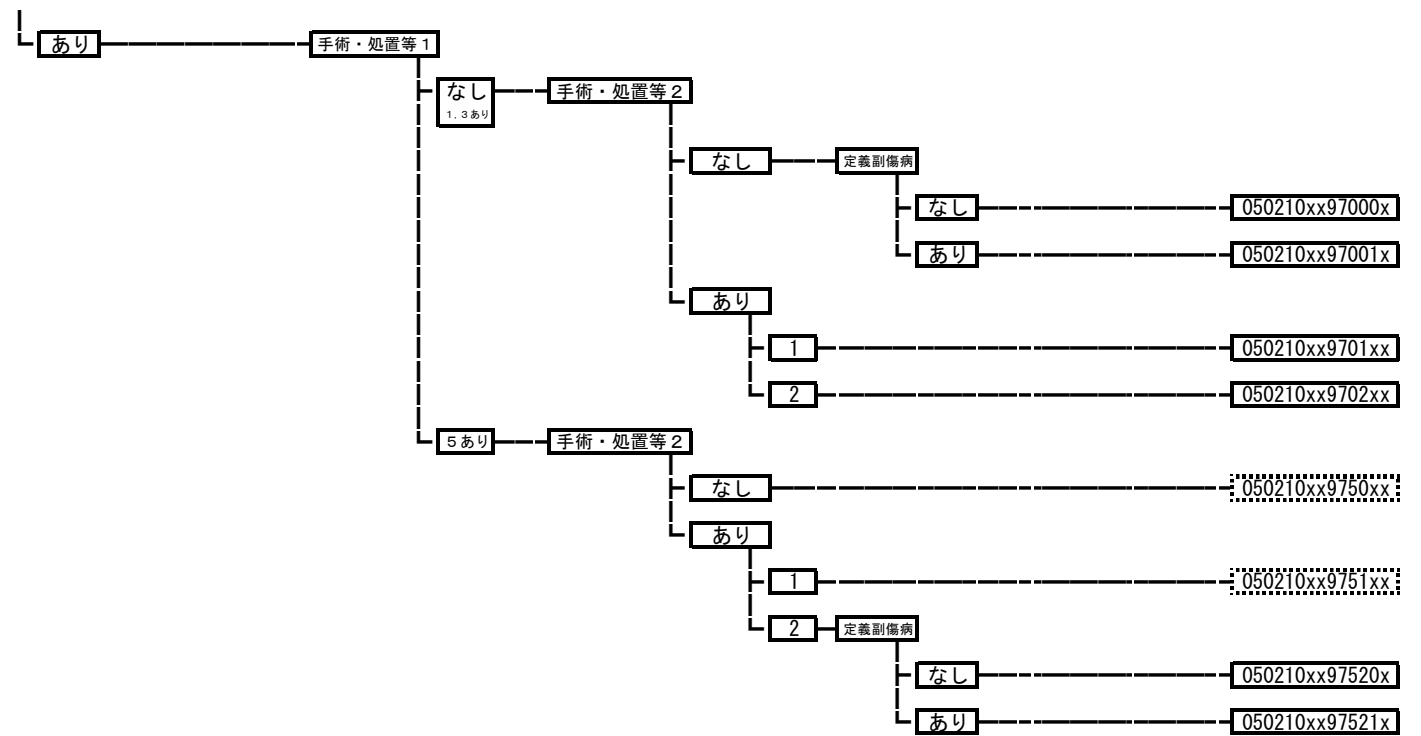 あり 手術・処置等1
なし 手術・処置等2
1,3あり
なし 定義副傷病
なし 050210xx97000x
あり 050210xx97001x
あり
1 050210xx9701xx
2 050210xx9702xx
5あり 手術・処置等2
なし 050210xx9750xx
あり
1 050210xx9751xx
2 定義副傷病
なし 050210xx97520x
あり 050210xx97521x